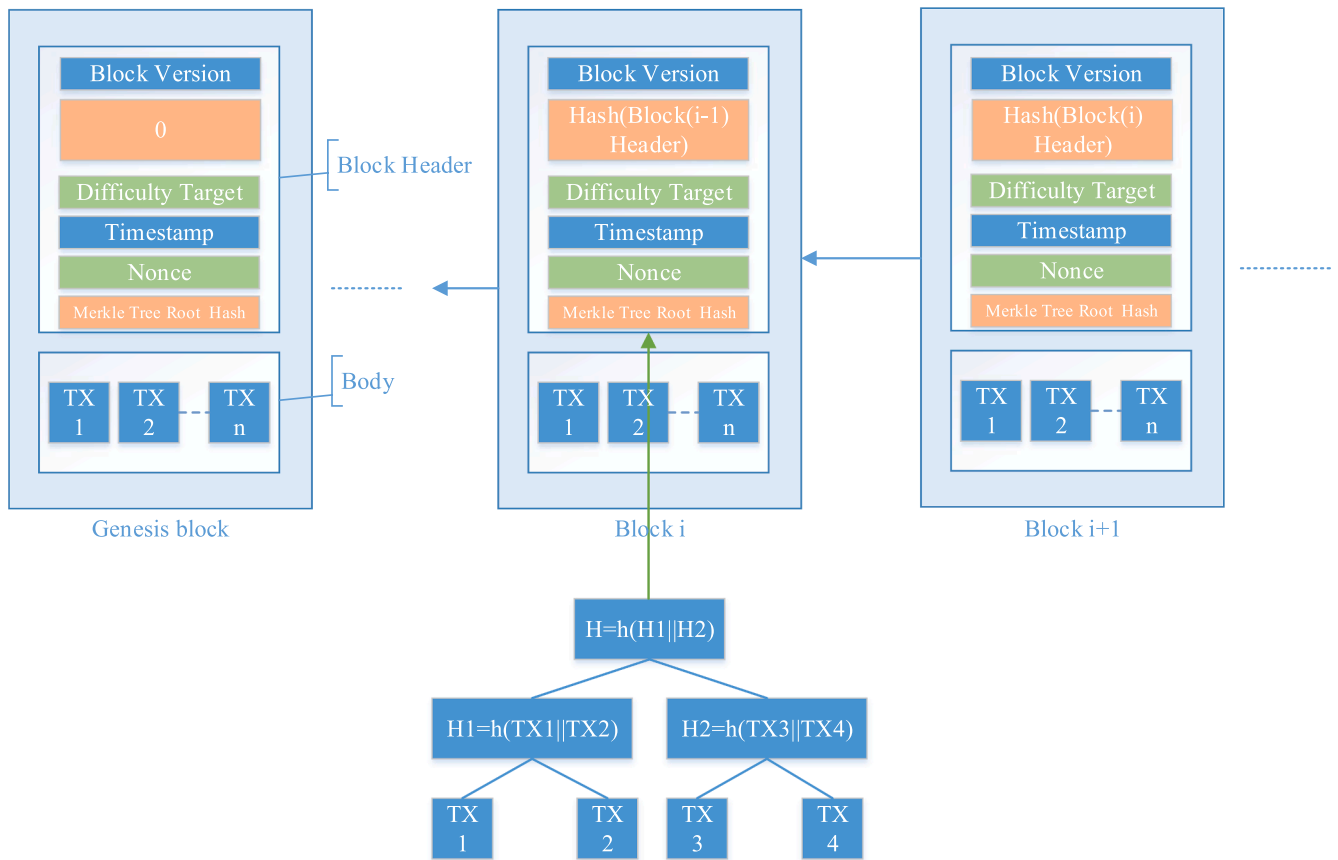 Block Version
0
Difficulty Target
Timestamp
Nonce
Merkle Tree Root Hash
TX
1
TX
2
TX
n
Genesis block
Block Header
Body
Block Version
Hash(Block(i-1)
Header)
Difficulty Target
Timestamp
Nonce
Merkle Tree Root Hash
TX
1
TX
2
TX
n
Block i
Block Version
Hash(Block(i)
Header)
Difficulty Target
Timestamp
Nonce
Merkle Tree Root Hash
TX
1
TX
2
TX
n
Block i+1
H=h(H1||H2)
H1=h(TX1||TX2)
H2=h(TX3||TX4)
TX
1
TX
2
TX
3
TX
4